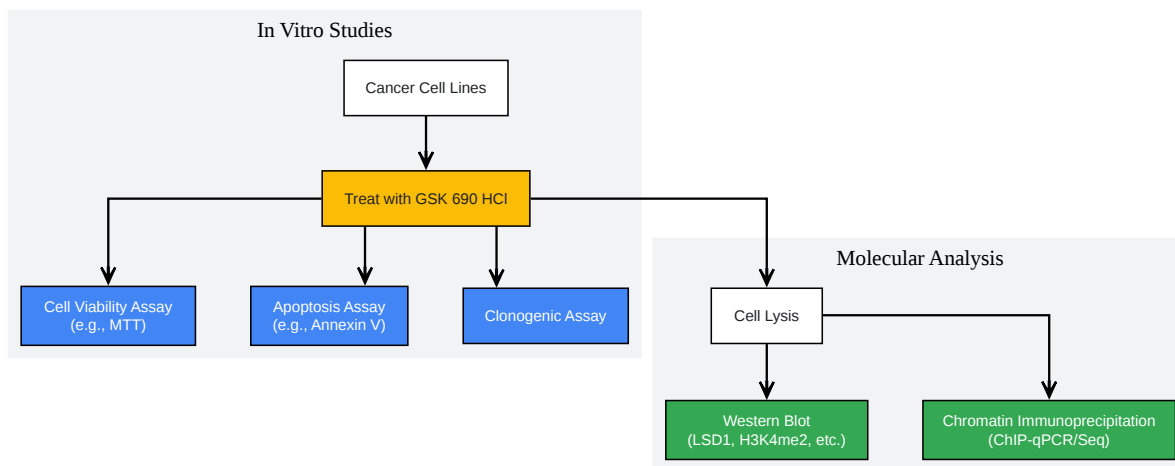 In Vitro Studies
Cancer Cell Lines
Treat with GSK 690 HCl
Cell Viability Assay
(e.g., MTT)
Apoptosis Assay
(e.g., Annexin V)
Clonogenic Assay
Molecular Analysis
Cell Lysis
Western Blot
(LSD1, H3K4me2, etc.)
Chromatin Immunoprecipitation
(ChIP-qPCR/Seq)